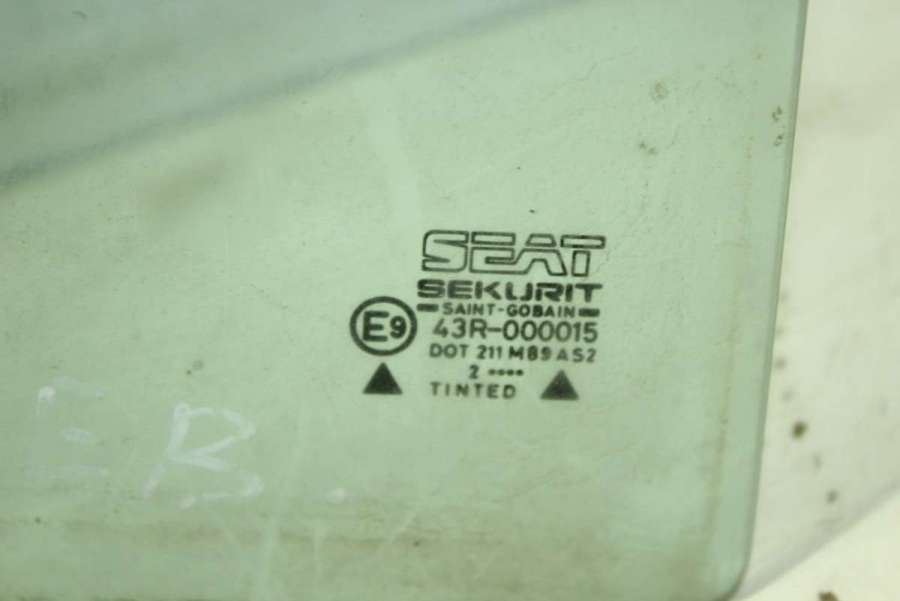 SEAT
SEKURIT
SAINT-GOBAIN
E9 43R-000015
DOT 211 M89 AS2
2 ••••
TINTED